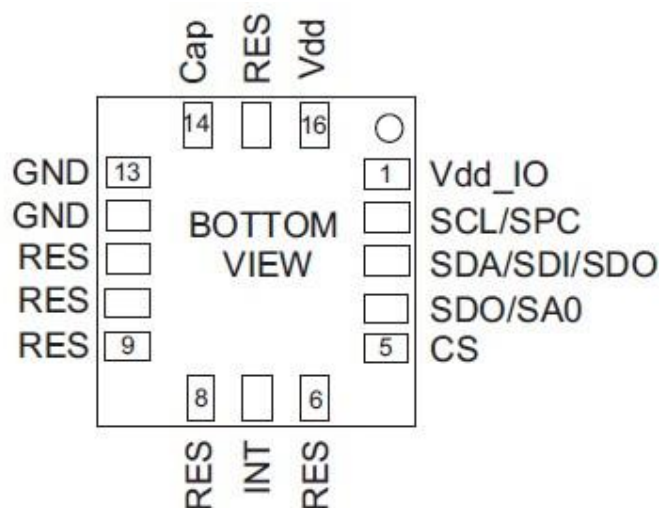 Cap
RES
Vdd
14
16
GND
13
1
Vdd_IO
GND
SCL/SPC
BOTTOM
VIEW
RES
SDA/SDI/SDO
RES
SDO/SA0
RES
9
5
CS
8
6
RES
INT
RES